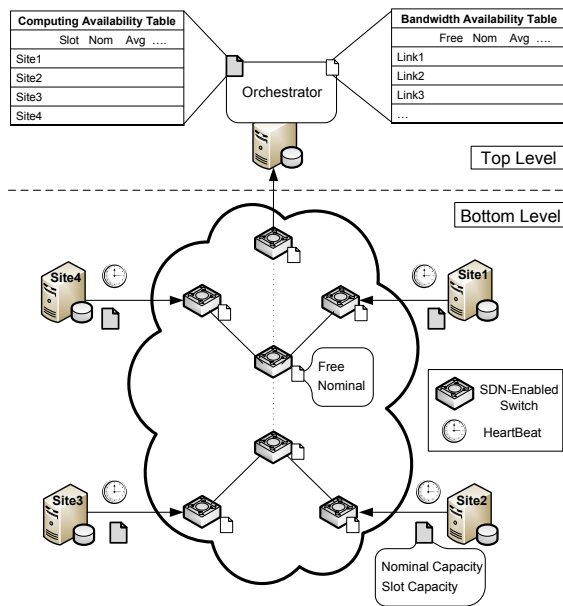 Computing Availability Table
Slot Nom Avg ....
Site1
Site2
Site3
Site4
Bandwidth Availability Table
Free Nom Avg ....
Link1
Link2
Link3
...
Orchestrator
Top Level
Bottom Level
Site4
Site1
Free
Nominal
SDN-Enabled
Switch
HeartBeat
Site3
Site2
Nominal Capacity
Slot Capacity